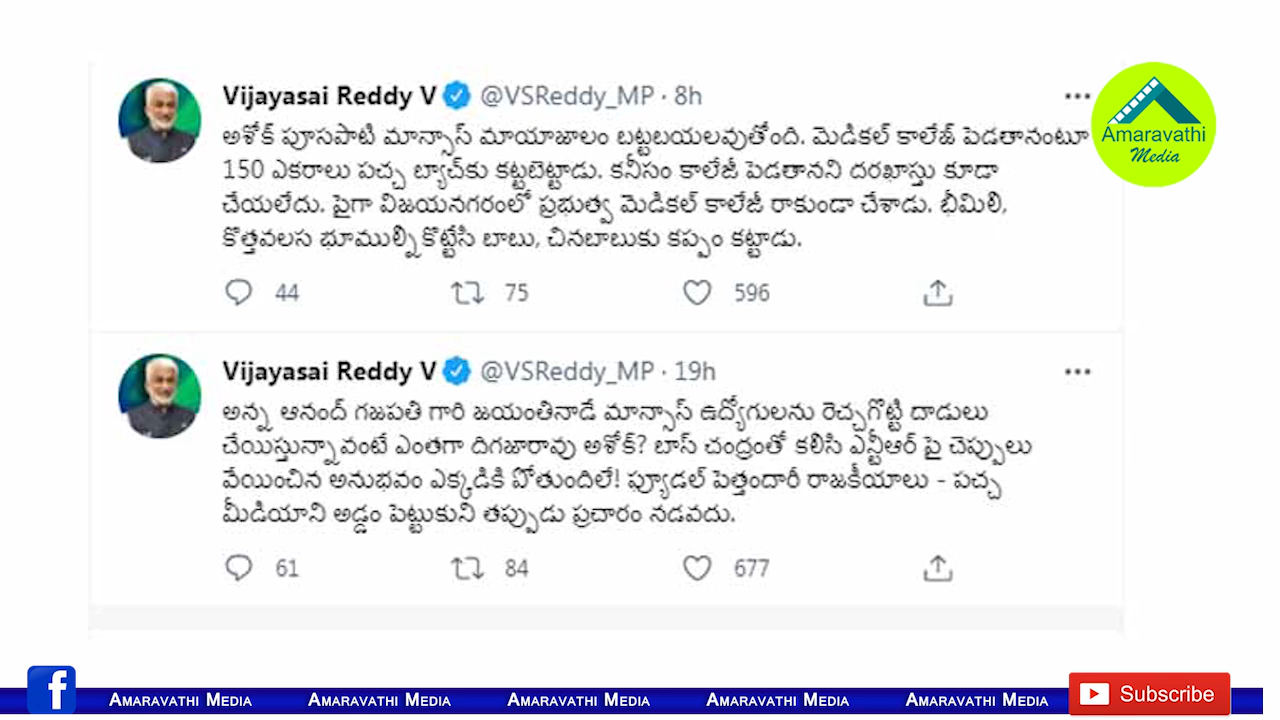 Vijayasai Reddy V @VSReddy_MP · 8h
అశోక్ పూసపాటి మాన్సాస్ మాయాజాలం బట్టబయలవుతోంది. మెడికల్ కాలేజ్ పెడతానంటూ
150 ఎకరాలు పచ్చ బ్యాచ్‌కు కట్టబెట్టాడు. కనీసం కాలేజీ పెడతానని దరఖాస్తు కూడా
చేయలేదు. పైగా విజయనగరంలో ప్రభుత్వ మెడికల్ కాలేజీ రాకుండా చేశాడు. భీమిలి,
కొత్తవలస భూముల్ని కొట్టేసి బాబు, చినబాబుకు కప్పం కట్టాడు.
44 75 596
Vijayasai Reddy V @VSReddy_MP · 19h
అన్న ఆనంద్ గజపతి గారి జయంతినాడే మాన్సాస్ ఉద్యోగులను రెచ్చగొట్టి దాడులు
చేయిస్తున్నావంటే ఎంతగా దిగజారావు అశోక్? బాస్ చంద్రంతో కలిసి ఎన్టీఆర్ పై చెప్పులు
వేయించిన అనుభవం ఎక్కడికి పోతుందిలే! ఫ్యూడల్ పెత్తందారీ రాజకీయాలు - పచ్చ
మీడియాని అడ్డం పెట్టుకుని తప్పుడు ప్రచారం నడవదు.
61 84 677
Amaravathi
Media
f Amaravathi Media Amaravathi Media Amaravathi Media Amaravathi Media Amaravathi Media Subscribe